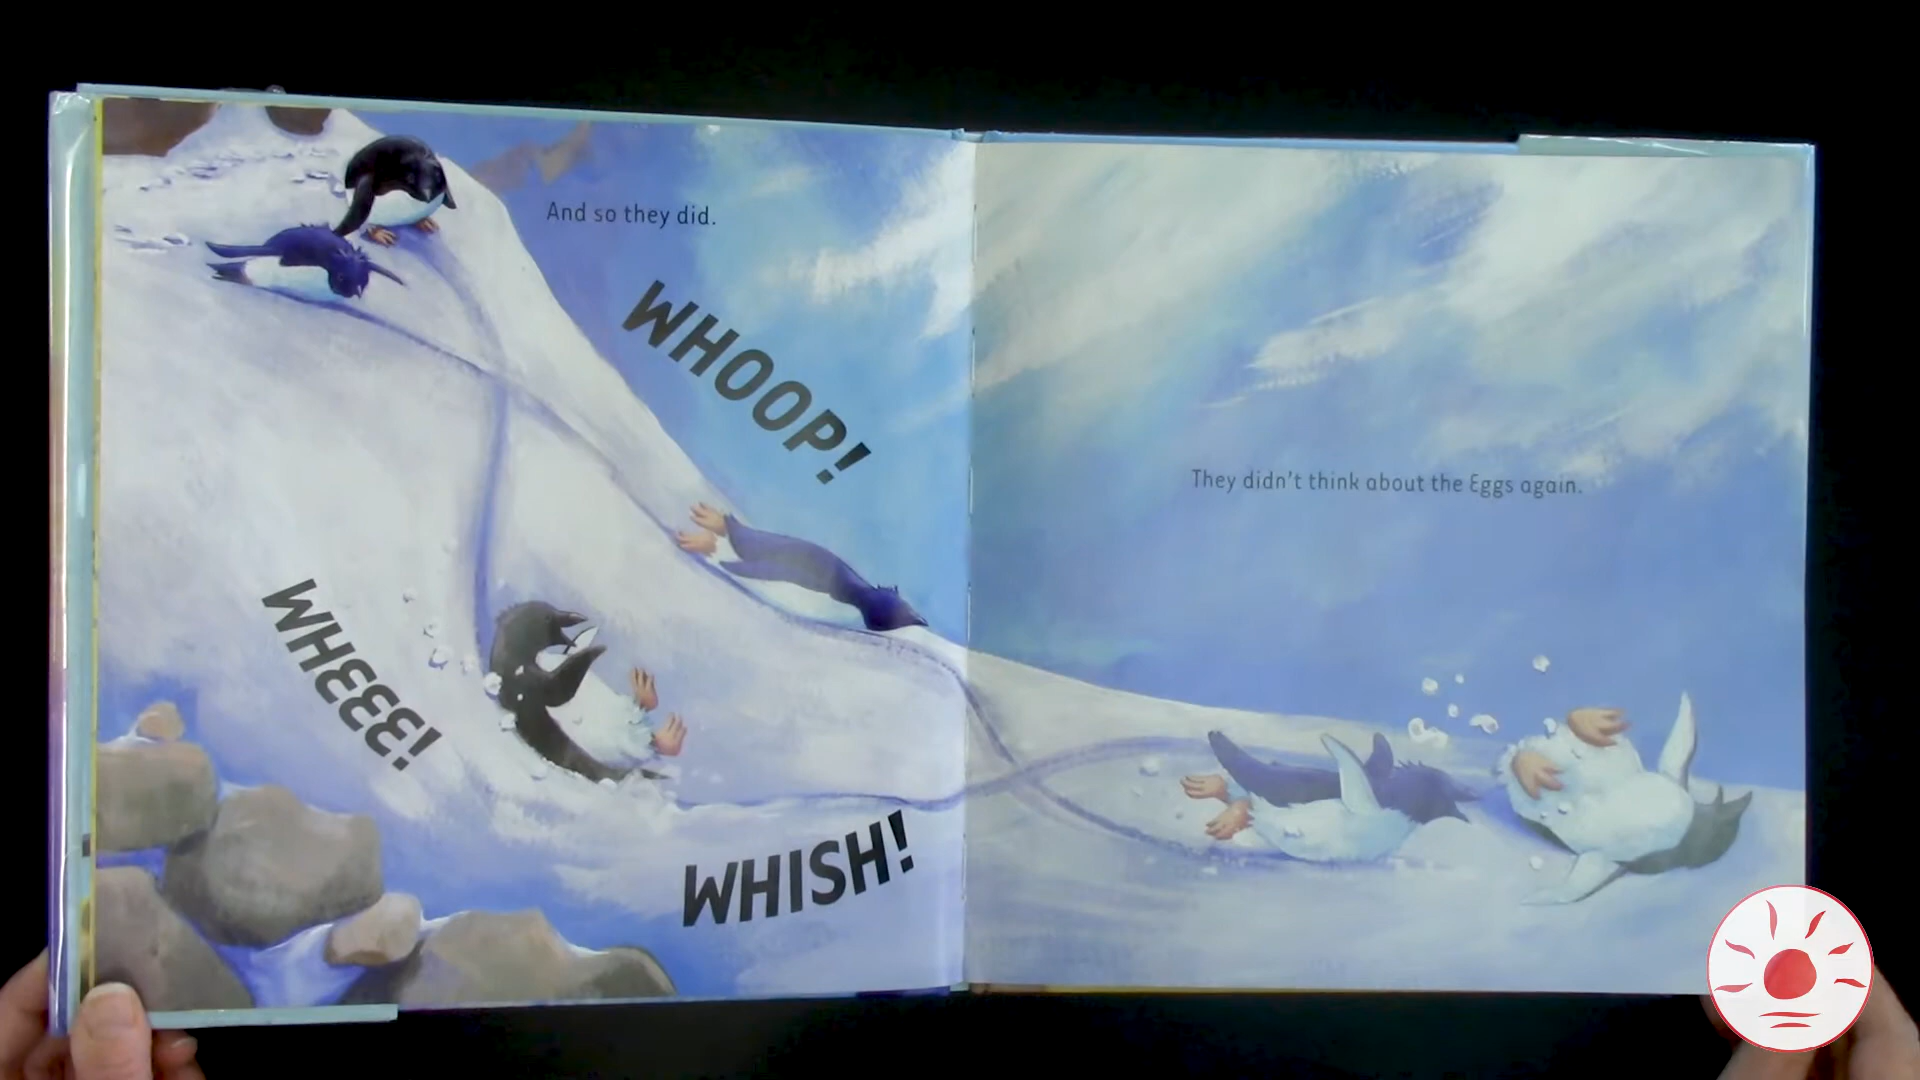 And so they did.
WHOOP!
WHEEE!
WHISH!
They didn't think about the Eggs again.